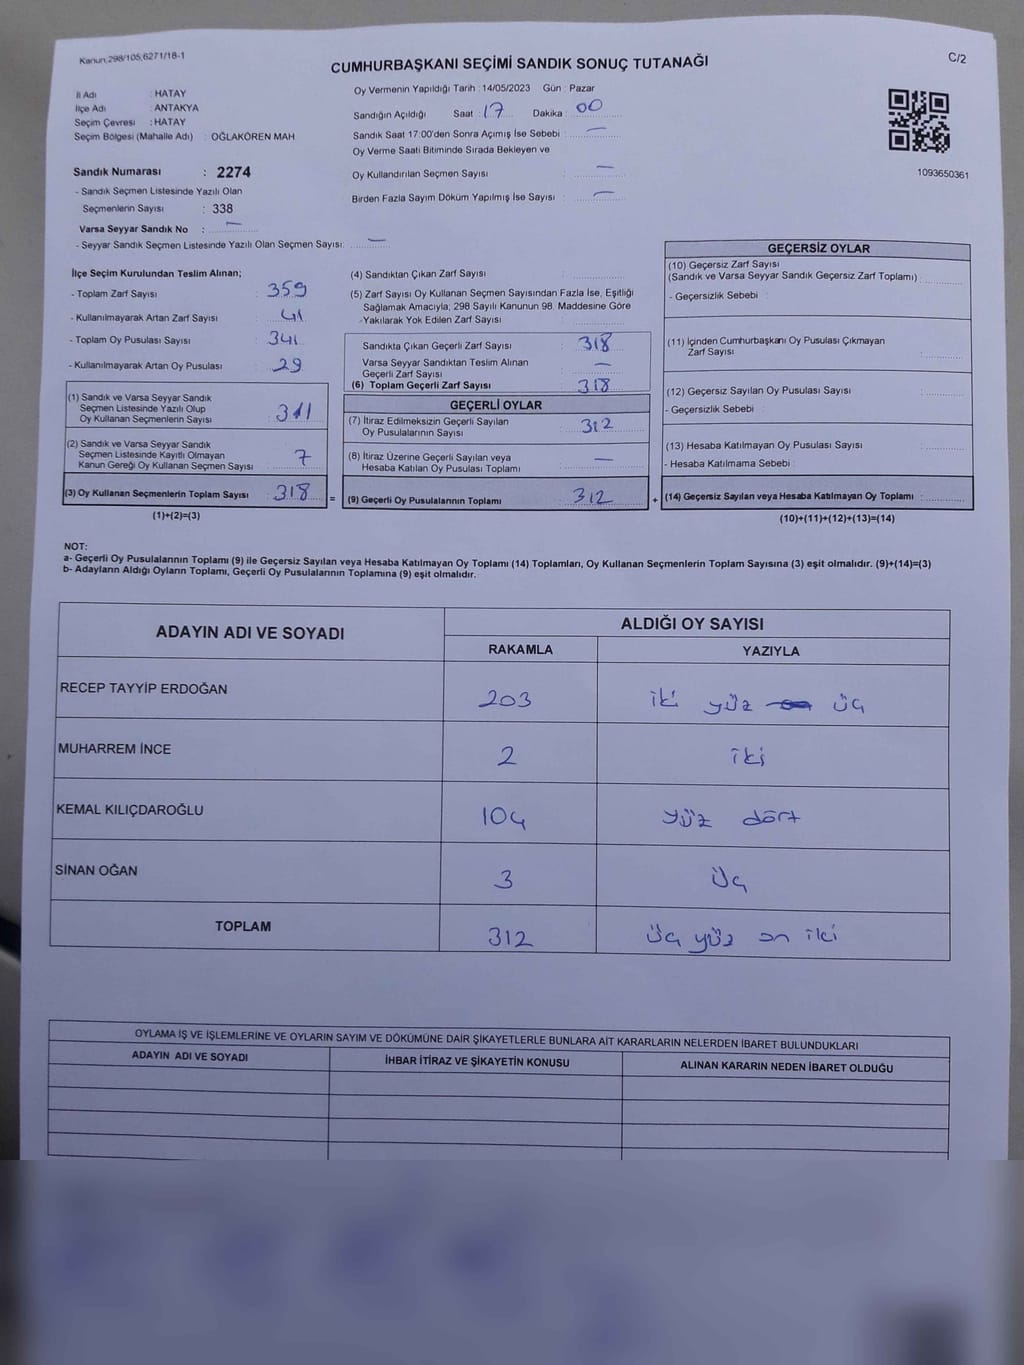 Kanun 298/105,6271/18-1
CUMHURBAŞKANI SEÇİMİ SANDIK SONUÇ TUTANAĞI
C/2
İl Adı : HATAY
İlçe Adı : ANTAKYA
Seçim Çevresi : HATAY
Seçim Bölgesi (Mahalle Adı) : OĞLAKÖREN MAH
Sandık Numarası : 2274
- Sandık Seçmen Listesinde Yazılı Olan
Seçmenlerin Sayısı : 338
Varsa Seyyar Sandık No : —
- Seyyar Sandık Seçmen Listesinde Yazılı Olan Seçmen Sayısı: —
Oy Vermenin Yapıldığı Tarih : 14/05/2023 Gün : Pazar
Sandığın Açıldığı Saat : 17 Dakika : 00
Sandık Saat 17:00'den Sonra Açımış İse Sebebi : —
Oy Verme Saati Bitiminde Sırada Bekleyen ve
Oy Kullandırılan Seçmen Sayısı : —
Birden Fazla Sayım Döküm Yapılmış İse Sayısı : —
1093650361
İlçe Seçim Kurulundan Teslim Alınan;
- Toplam Zarf Sayısı : 359
- Kullanılmayarak Artan Zarf Sayısı : 41
- Toplam Oy Pusulası Sayısı : 341
- Kullanılmayarak Artan Oy Pusulası : 29
(1) Sandık ve Varsa Seyyar Sandık
Seçmen Listesinde Yazılı Olup
Oy Kullanan Seçmenlerin Sayısı : 311
(2) Sandık ve Varsa Seyyar Sandık
Seçmen Listesinde Kayıtlı Olmayan
Kanun Gereği Oy Kullanan Seçmen Sayısı : 7
(3) Oy Kullanan Seçmenlerin Toplam Sayısı : 318
(1)+(2)=(3)
=
(4) Sandıktan Çıkan Zarf Sayısı :
(5) Zarf Sayısı Oy Kullanan Seçmen Sayısından Fazla İse, Eşitliği
Sağlamak Amacıyla; 298 Sayılı Kanunun 98. Maddesine Göre
Yakılarak Yok Edilen Zarf Sayısı :
Sandıkta Çıkan Geçerli Zarf Sayısı : 318
Varsa Seyyar Sandıktan Teslim Alınan
Geçerli Zarf Sayısı : —
(6) Toplam Geçerli Zarf Sayısı : 318
GEÇERLİ OYLAR
(7) İtiraz Edilmeksizin Geçerli Sayılan
Oy Pusulalarının Sayısı : 312
(8) İtiraz Üzerine Geçerli Sayılan veya
Hesaba Katılan Oy Pusulası Toplamı : —
(9) Geçerli Oy Pusulalarının Toplamı : 312
+
GEÇERSİZ OYLAR
(10) Geçersiz Zarf Sayısı
(Sandık ve Varsa Seyyar Sandık Geçersiz Zarf Toplamı) :
- Geçersizlik Sebebi :
(11) İçinden Cumhurbaşkanı Oy Pusulası Çıkmayan
Zarf Sayısı :
(12) Geçersiz Sayılan Oy Pusulası Sayısı :
- Geçersizlik Sebebi :
(13) Hesaba Katılmayan Oy Pusulası Sayısı :
- Hesaba Katılmama Sebebi :
(14) Geçersiz Sayılan veya Hesaba Katılmayan Oy Toplamı :
(10)+(11)+(12)+(13)=(14)
NOT:
a- Geçerli Oy Pusulalarının Toplamı (9) ile Geçersiz Sayılan veya Hesaba Katılmayan Oy Toplamı (14) Toplamları, Oy Kullanan Seçmenlerin Toplam Sayısına (3) eşit olmalıdır. (9)+(14)=(3)
b- Adayların Aldığı Oyların Toplamı, Geçerli Oy Pusulalarının Toplamına (9) eşit olmalıdır.
ADAYIN ADI VE SOYADI ALDIĞI OY SAYISI
RAKAMLA YAZIYLA
RECEP TAYYİP ERDOĞAN 203 iki yüz üç
MUHARREM İNCE 2 iki
KEMAL KILIÇDAROĞLU 104 yüz dört
SİNAN OĞAN 3 üç
TOPLAM 312 üç yüz on iki
OYLAMA İŞ VE İŞLEMLERİNE VE OYLARIN SAYIM VE DÖKÜMÜNE DAİR ŞİKAYETLERLE BUNLARA AİT KARARLARIN NELERDEN İBARET BULUNDUKLARI
ADAYIN ADI VE SOYADI İHBAR İTİRAZ VE ŞİKAYETİN KONUSU ALINAN KARARIN NEDEN İBARET OLDUĞU